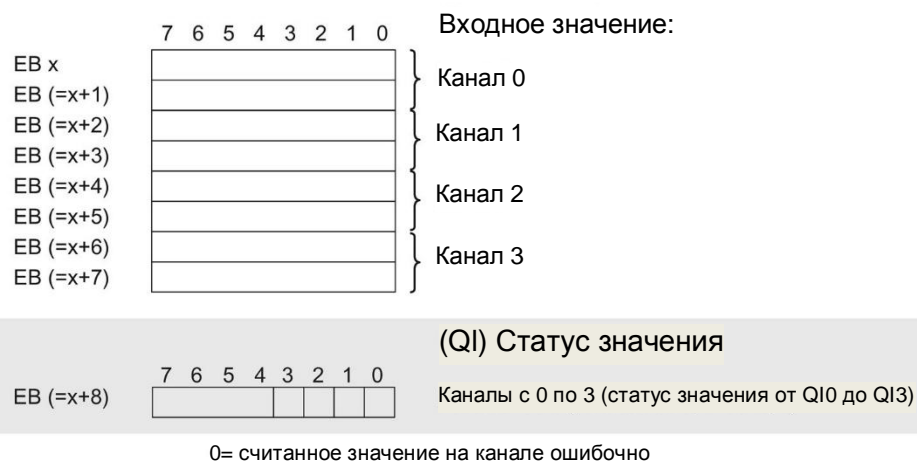 Входное значение:
7 6 5 4 3 2 1 0
EB x
EB (=x+1)
Канал 0
EB (=x+2)
EB (=x+3)
Канал 1
EB (=x+4)
EB (=x+5)
Канал 2
EB (=x+6)
EB (=x+7)
Канал 3
(QI) Статус значения
7 6 5 4 3 2 1 0
EB (=x+8)
Каналы с 0 по 3 (статус значения от QI0 до QI3)
0= считанное значение на канале ошибочно